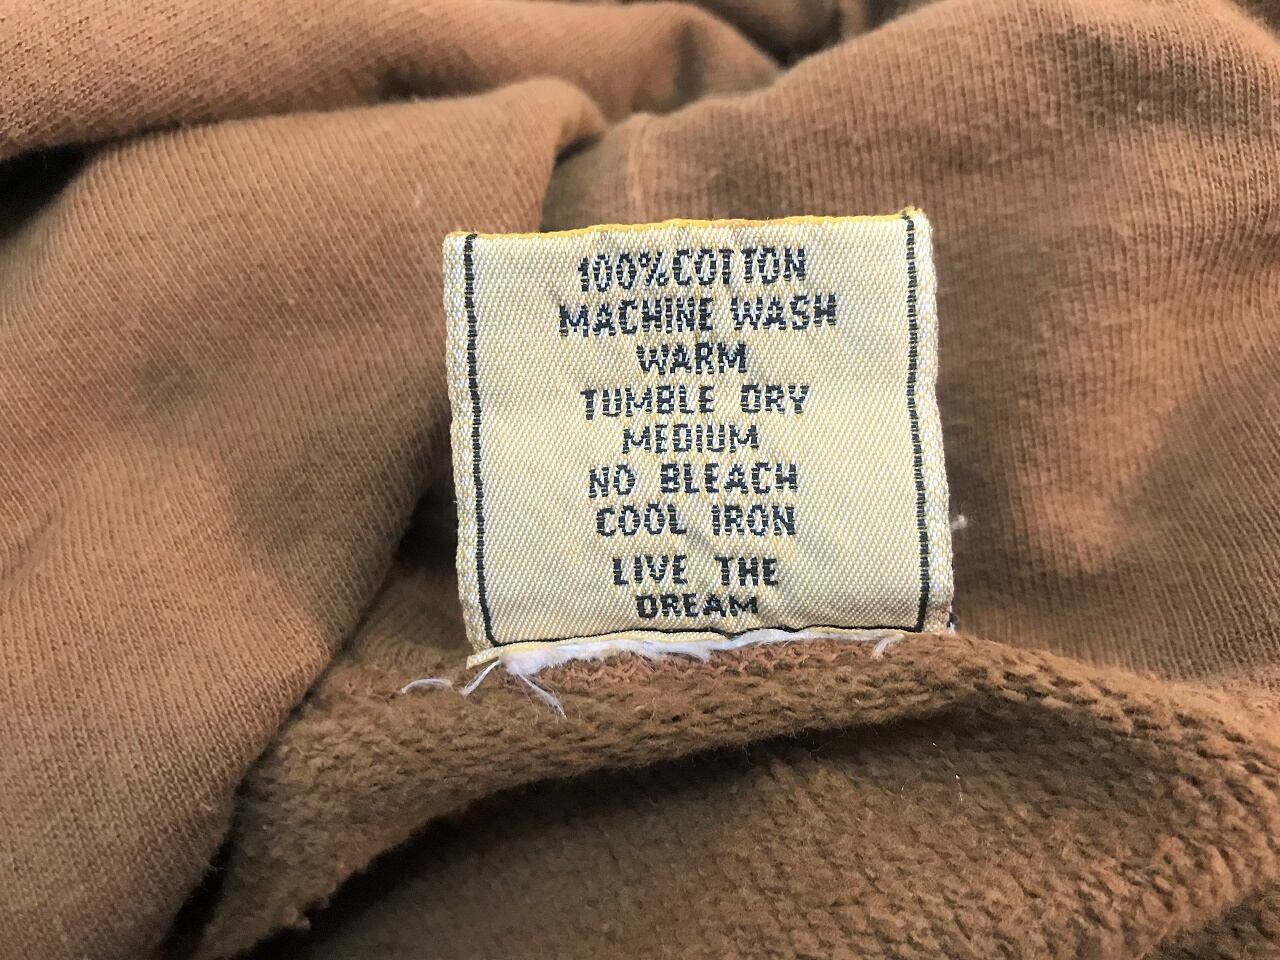 100%COTTON
MACHINE WASH
WARM
TUMBLE DRY
MEDIUM
NO BLEACH
COOL IRON
LIVE THE
DREAM